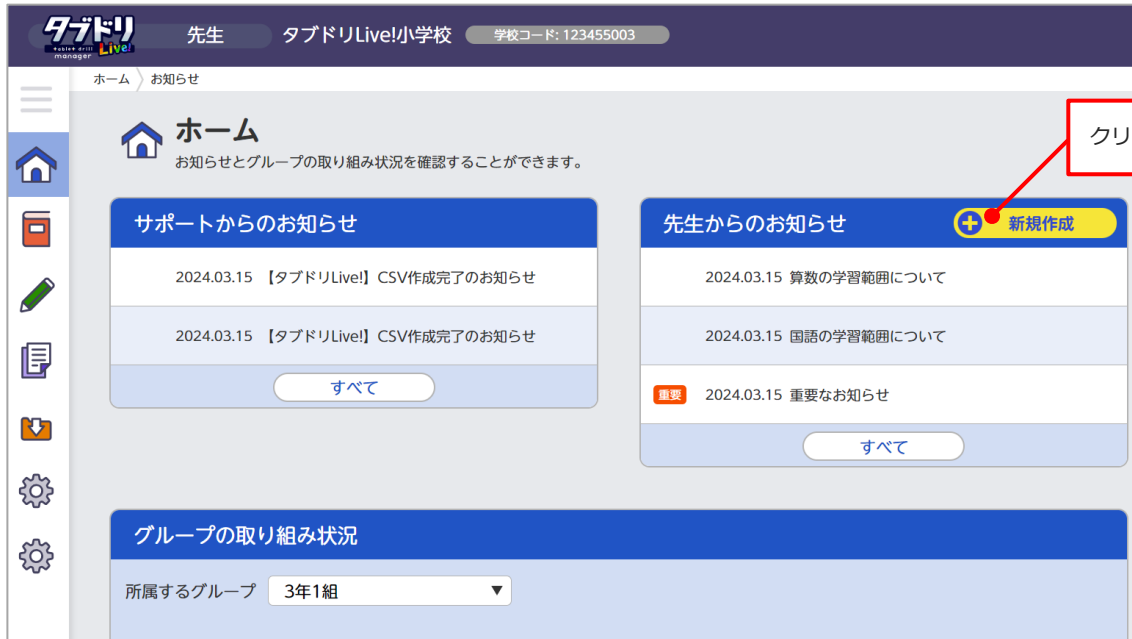 タブドリ
tablet drill Live!
manager
先生 タブドリLive!小学校 学校コード: 123455003
ホーム 〉 お知らせ
ホーム
お知らせとグループの取り組み状況を確認することができます。
クリ
サポートからのお知らせ
2024.03.15 【タブドリLive!】CSV作成完了のお知らせ
2024.03.15 【タブドリLive!】CSV作成完了のお知らせ
すべて
先生からのお知らせ 新規作成
2024.03.15 算数の学習範囲について
2024.03.15 国語の学習範囲について
重要 2024.03.15 重要なお知らせ
すべて
グループの取り組み状況
所属するグループ 3年1組 ▼